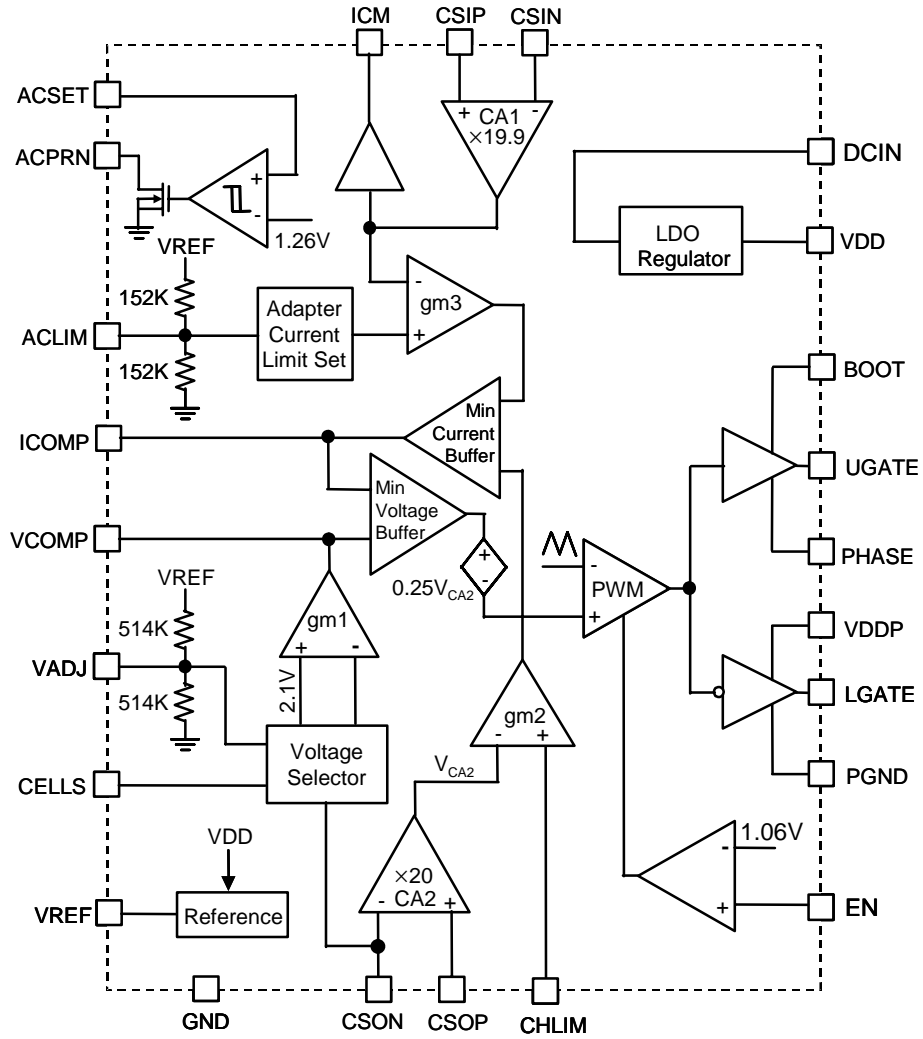 ICM
CSIP
CSIN
ACSET
ACPRN
+
-
1.26V
+ -
CA1
×19.9
DCIN
LDO
Regulator
VDD
VREF
152K
ACLIM
152K
Adapter
Current
Limit Set
-
gm3
+
BOOT
UGATE
PHASE
ICOMP
Min
Current
Buffer
Min
Voltage
Buffer
VCOMP
+
-
0.25VCA2
-
PWM
+
VREF
514K
VADJ
514K
gm1
+ -
2.1V
VDDP
LGATE
PGND
gm2
- +
Voltage
Selector
CELLS
VCA2
×20
CA2
- +
1.06V
-
+
EN
VDD
VREF
Reference
GND
CSON
CSOP
CHLIM